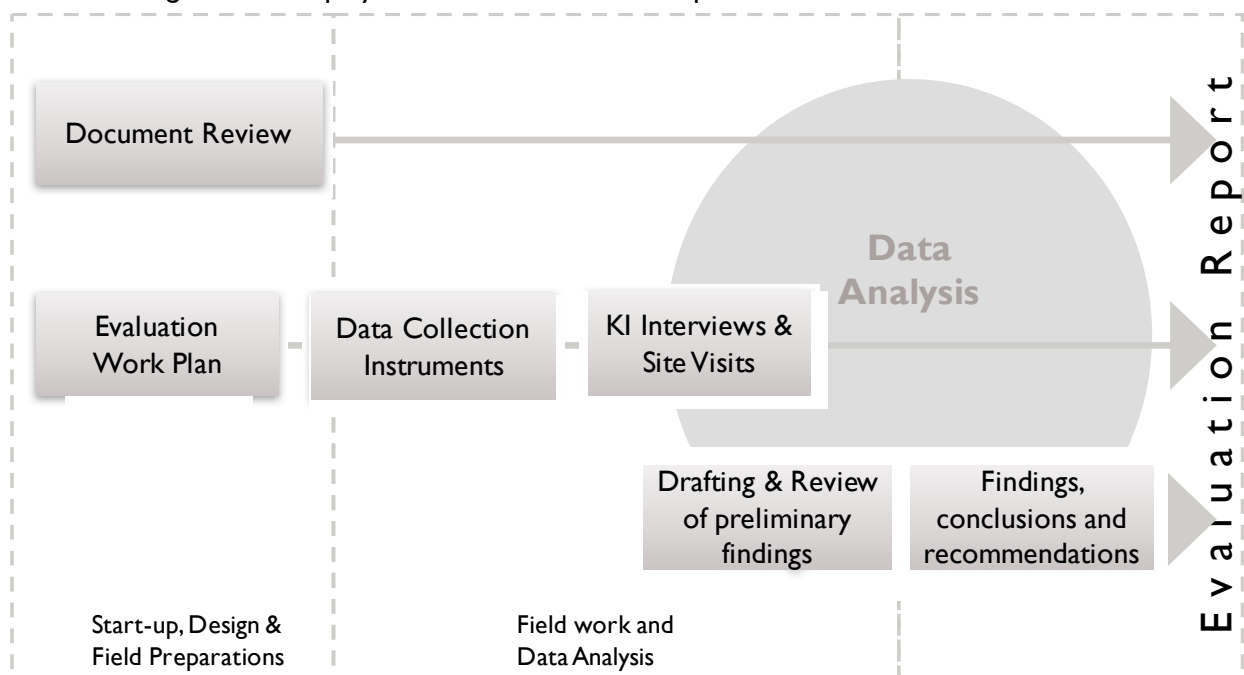 Document Review
Data
Analysis
Evaluation
Work Plan
Data Collection
Instruments
KI Interviews &
Site Visits
Drafting & Review
of preliminary
findings
Findings,
conclusions and
recommendations
Evaluation Report
Start-up, Design &
Field Preparations
Field work and
Data Analysis